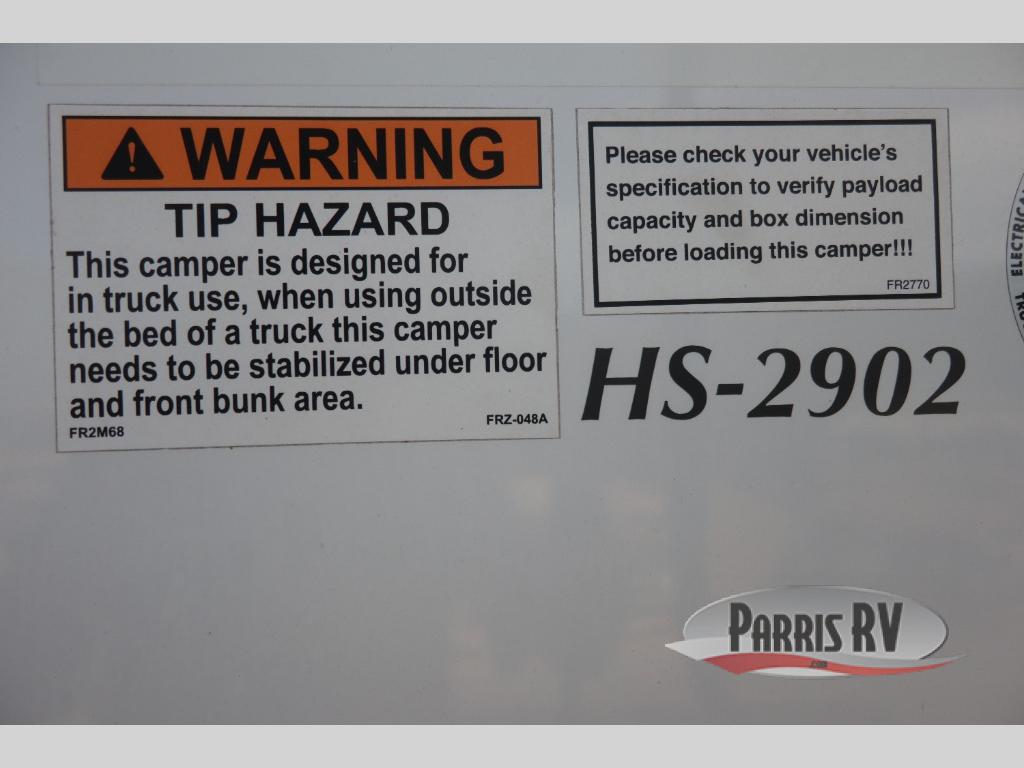 WARNING
TIP HAZARD
This camper is designed for
in truck use, when using outside
the bed of a truck this camper
needs to be stabilized under floor
and front bunk area.
FR2M68
FRZ-048A
Please check your vehicle's
specification to verify payload
capacity and box dimension
before loading this camper!!!
FR2770
HS-2902
PARRIS RV
.com